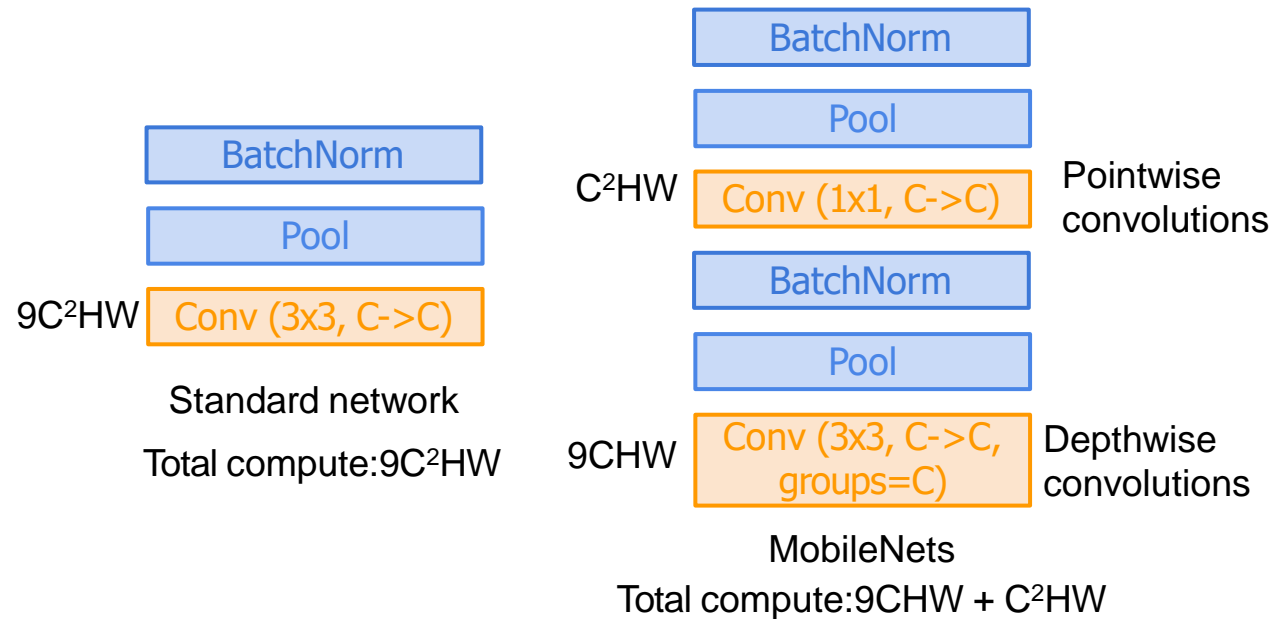 BatchNorm
Pool
9C²HW
Conv (3x3, C->C)
Standard network
Total compute:9C²HW
BatchNorm
Pool
C²HW
Conv (1x1, C->C)
Pointwise
convolutions
BatchNorm
Pool
9CHW
Conv (3x3, C->C,
groups=C)
Depthwise
convolutions
MobileNets
Total compute:9CHW + C²HW